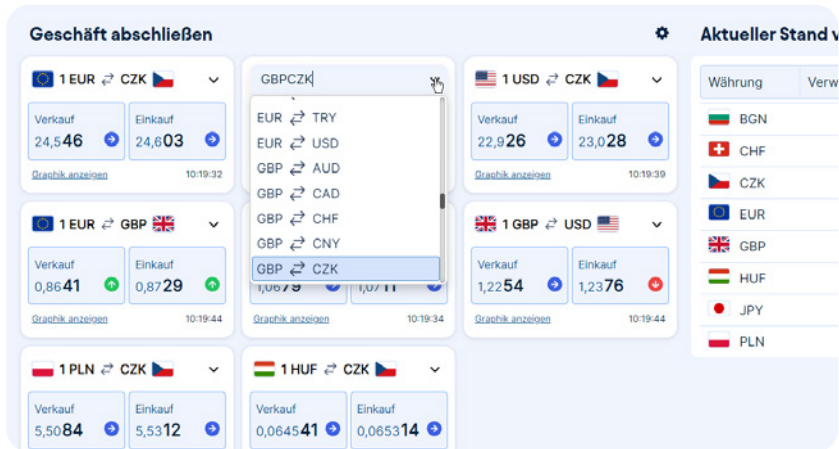 Geschäft abschließen
Aktueller Stand v
1 EUR ⇄ CZK
Verkauf
24,546
Einkauf
24,603
Graphik anzeigen
10:19:32
GBPCZK
EUR ⇄ TRY
EUR ⇄ USD
GBP ⇄ AUD
GBP ⇄ CAD
GBP ⇄ CHF
GBP ⇄ CNY
GBP ⇄ CZK
1 USD ⇄ CZK
Verkauf
22,926
Einkauf
23,028
Graphik anzeigen
10:19:39
1 EUR ⇄ GBP
Verkauf
0,8641
Einkauf
0,8729
Graphik anzeigen
10:19:44
1,0679
1,0711
Graphik anzeigen
10:19:34
1 GBP ⇄ USD
Verkauf
1,2254
Einkauf
1,2376
Graphik anzeigen
10:19:44
1 PLN ⇄ CZK
Verkauf
5,5084
Einkauf
5,5312
1 HUF ⇄ CZK
Verkauf
0,064541
Einkauf
0,065314
Währung
Verw
BGN
CHF
CZK
EUR
GBP
HUF
JPY
PLN